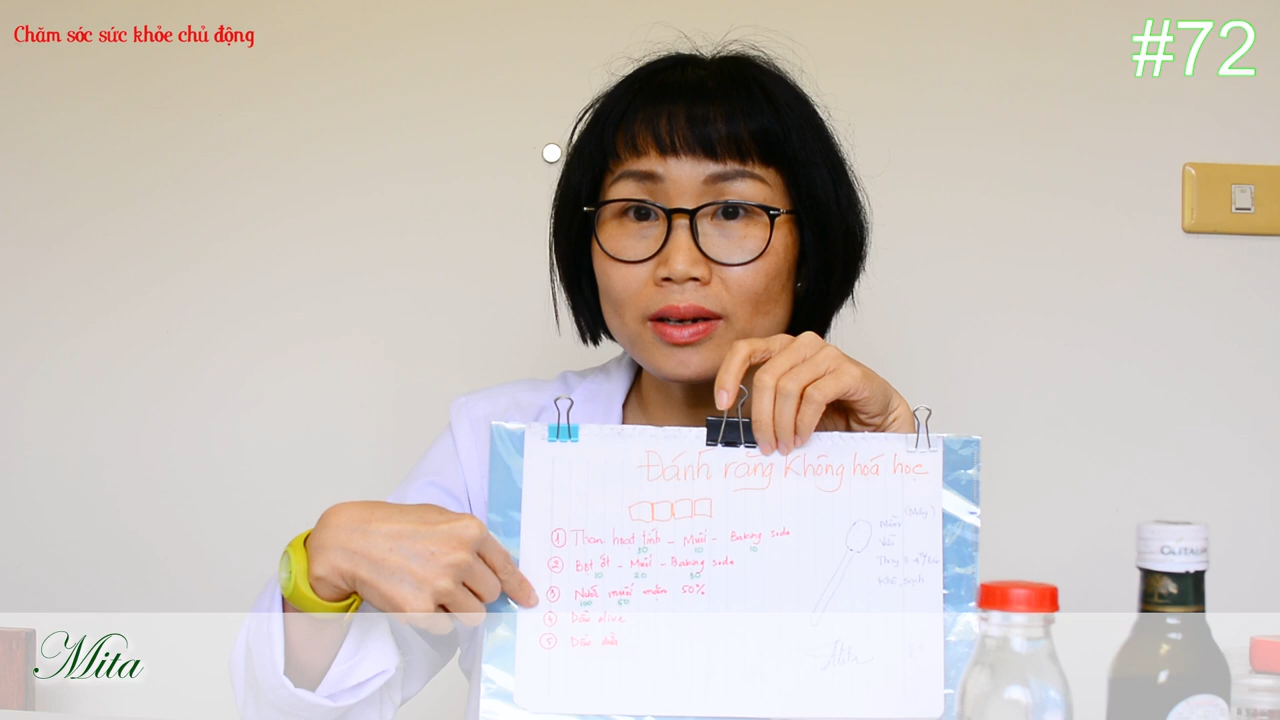 Chăm sóc sức khỏe chủ động
#72
Đánh răng không hoá học
① Than hoạt tính - Muối - Baking soda
10 10
② Bột ớt - Muối - Baking soda
10 20 30
③ Nước muối mặn 50%
100 50
④ Dầu olive
⑤ Dầu dừa
Mita
Mita